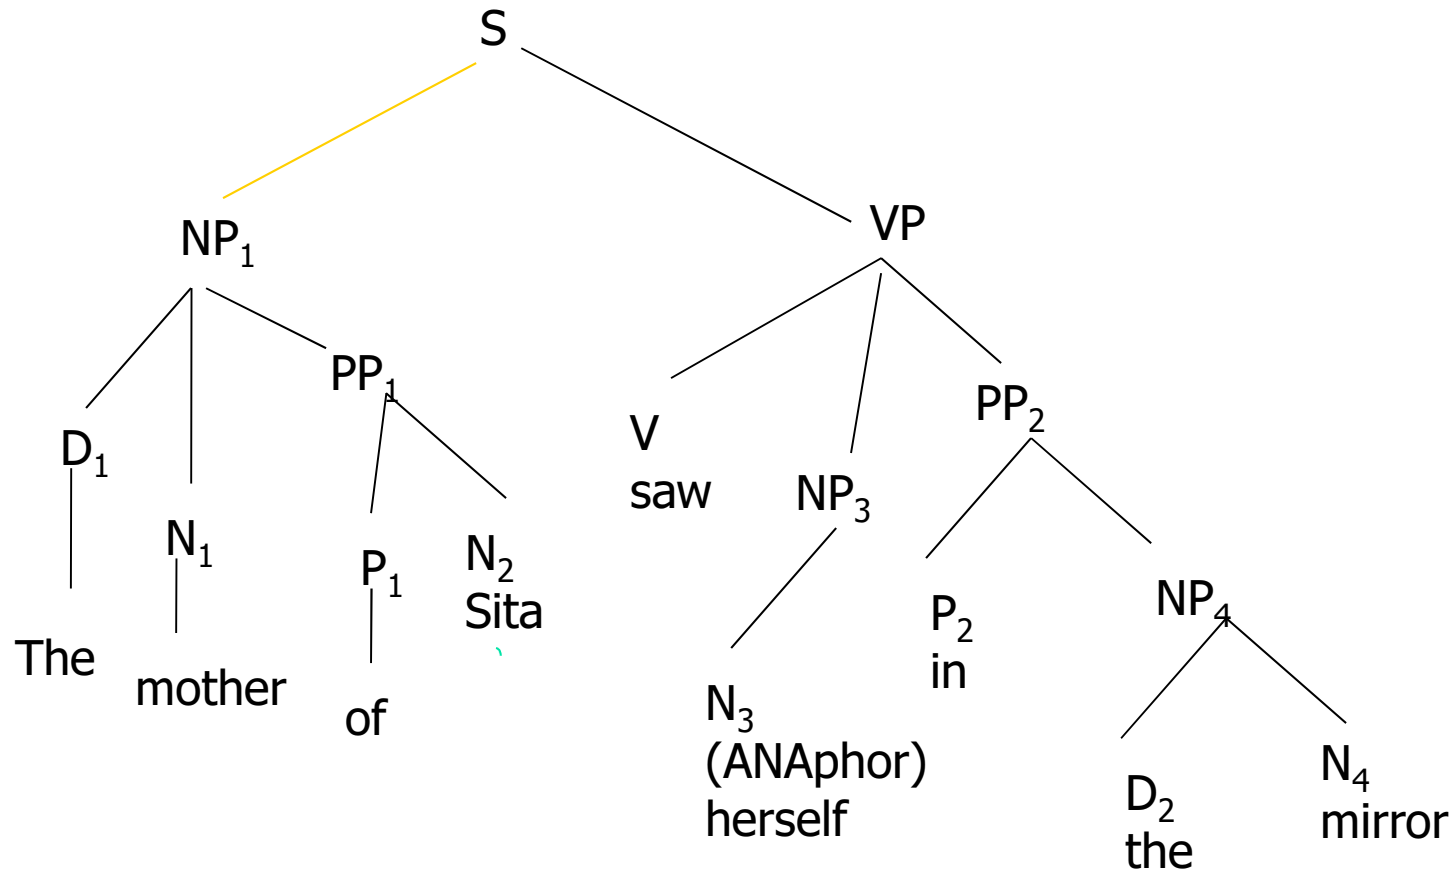 S
NP₁
VP
PP₁
PP₂
D₁
V
saw
NP₃
N₁
P₁
N₂
Sita
P₂
in
NP₄
The
mother
of
N₃
(ANAphor)
herself
D₂
the
N₄
mirror